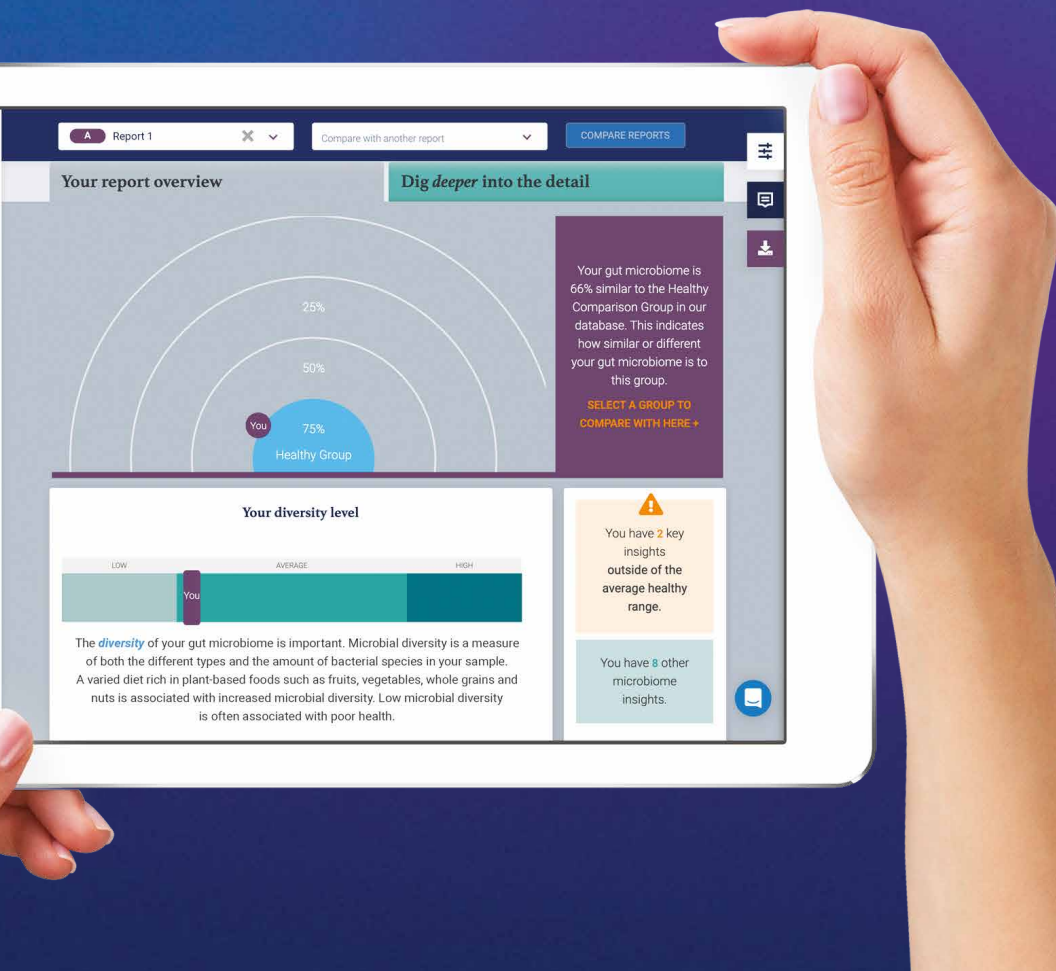 A Report 1
Compare with another report
COMPARE REPORTS
Your report overview
Dig deeper into the detail
25%
50%
You
75%
Healthy Group
Your gut microbiome is
66% similar to the Healthy
Comparison Group in our
database. This indicates
how similar or different
your gut microbiome is to
this group.
SELECT A GROUP TO
COMPARE WITH HERE +
Your diversity level
LOW AVERAGE HIGH
You
The diversity of your gut microbiome is important. Microbial diversity is a measure
of both the different types and the amount of bacterial species in your sample.
A varied diet rich in plant-based foods such as fruits, vegetables, whole grains and
nuts is associated with increased microbial diversity. Low microbial diversity
is often associated with poor health.
You have 2 key
insights
outside of the
average healthy
range.
You have 8 other
microbiome
insights.